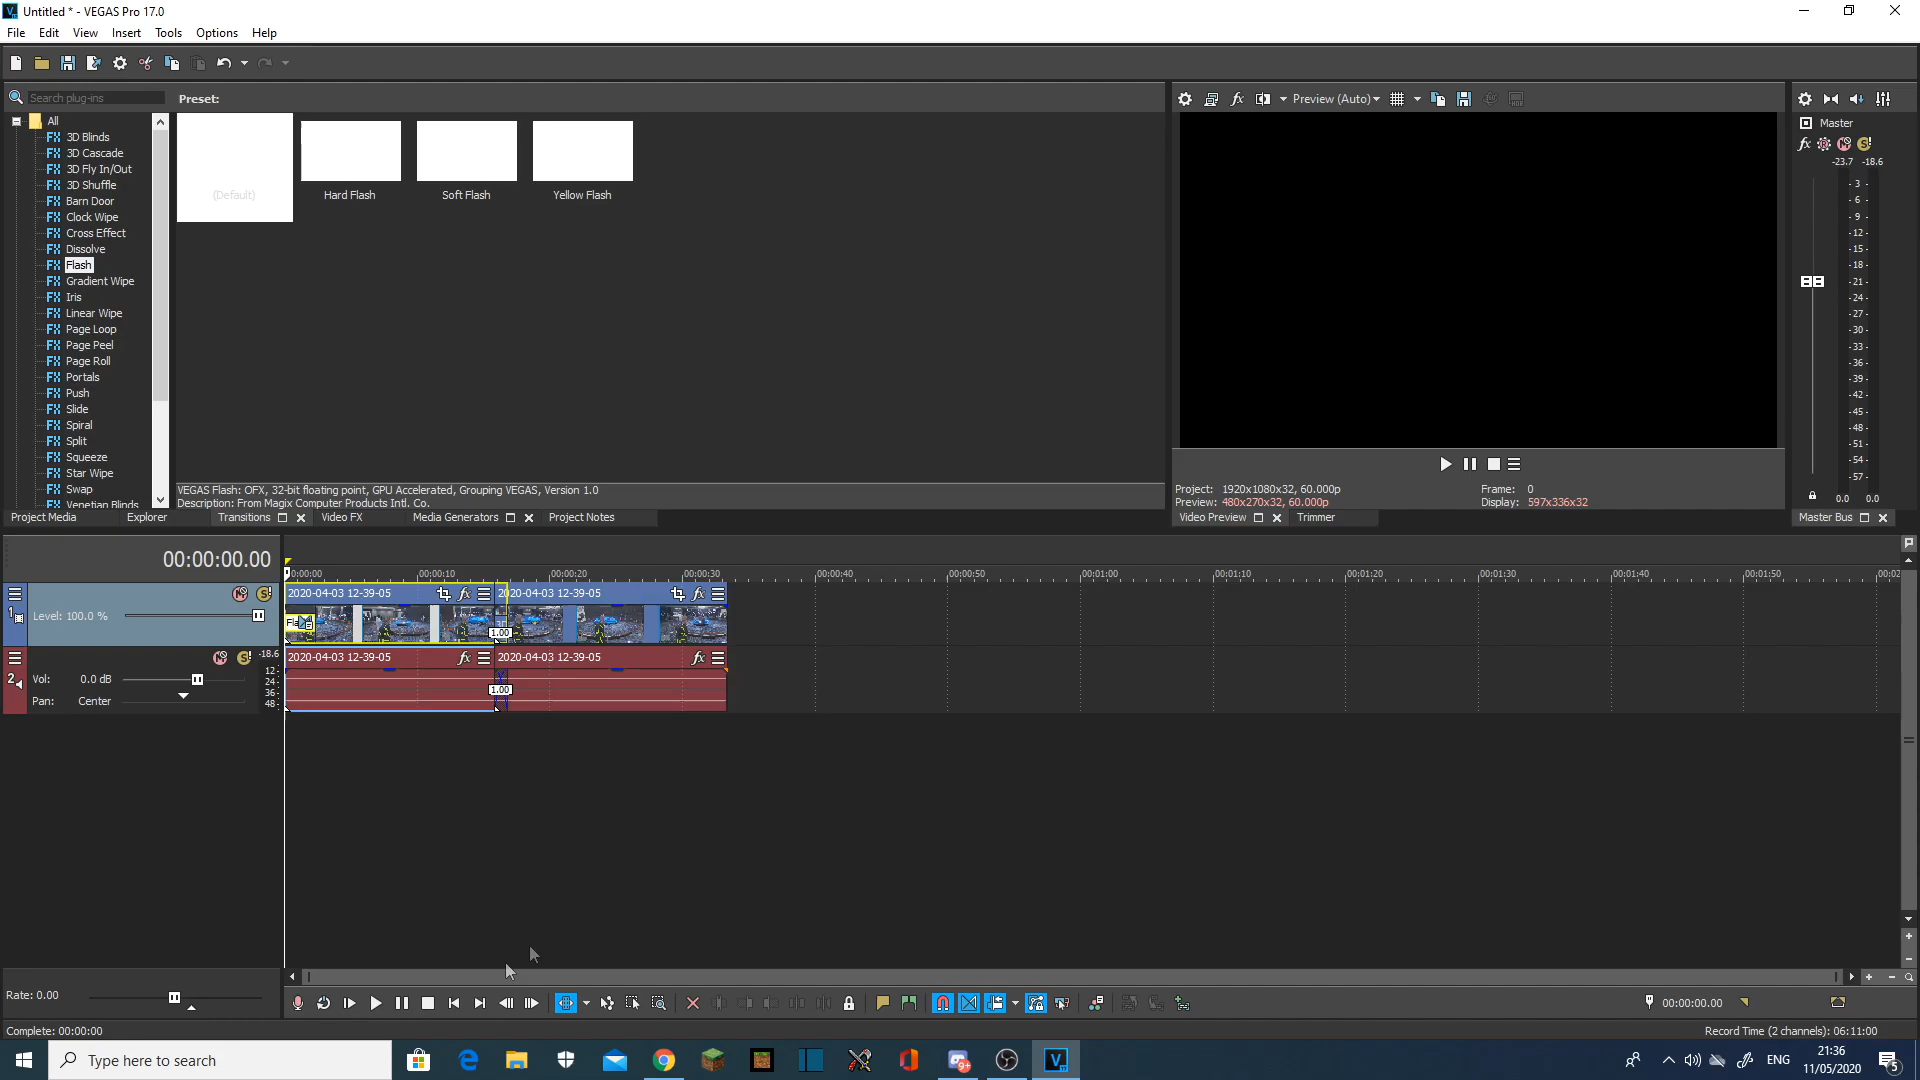 Untitled * - VEGAS Pro 17.0
File Edit View Insert Tools Options Help
Search plug-ins
Preset:
Preview (Auto)
All
3D Blinds
3D Cascade
3D Fly In/Out
3D Shuffle
Barn Door
Clock Wipe
Cross Effect
Dissolve
Flash
Gradient Wipe
Iris
Linear Wipe
Page Loop
Page Peel
Page Roll
Portals
Push
Slide
Spiral
Split
Squeeze
Star Wipe
Swap
Venetian Blinds
(Default) Hard Flash Soft Flash Yellow Flash
VEGAS Flash: OFX, 32-bit floating point, GPU Accelerated, Grouping VEGAS, Version 1.0
Description: From Magix Computer Products Intl. Co.
Project Media Explorer Transitions Video FX Media Generators Project Notes
Project: 1920x1080x32, 60.000p Frame: 0
Preview: 480x270x32, 60.000p Display: 597x336x32
Video Preview Trimmer
Master
fx
-23.7 -18.6
- 3 -
- 6 -
- 9 -
- 12 -
- 15 -
- 18 -
- 21 -
- 24 -
- 27 -
- 30 -
- 33 -
- 36 -
- 39 -
- 42 -
- 45 -
- 48 -
- 51 -
- 54 -
- 57 -
0.0 0.0
Master Bus
00:00:00.00
0:00:00 00:00:10 00:00:20 00:00:30 00:00:40 00:00:50 00:01:00 00:01:10 00:01:20 00:01:30 00:01:40 00:01:50 00:02
1
Level: 100.0 %
2020-04-03 12-39-05 fx 2020-04-03 12-39-05 fx
Fla
1.00
2
Vol: 0.0 dB
Pan: Center
-18.6
12-
24-
36-
48-
2020-04-03 12-39-05 fx 2020-04-03 12-39-05 fx
1.00
Rate: 0.00
00:00:00.00
Complete: 00:00:00
Record Time (2 channels): 06:11:00
Type here to search
ENG
21:36
11/05/2020
5